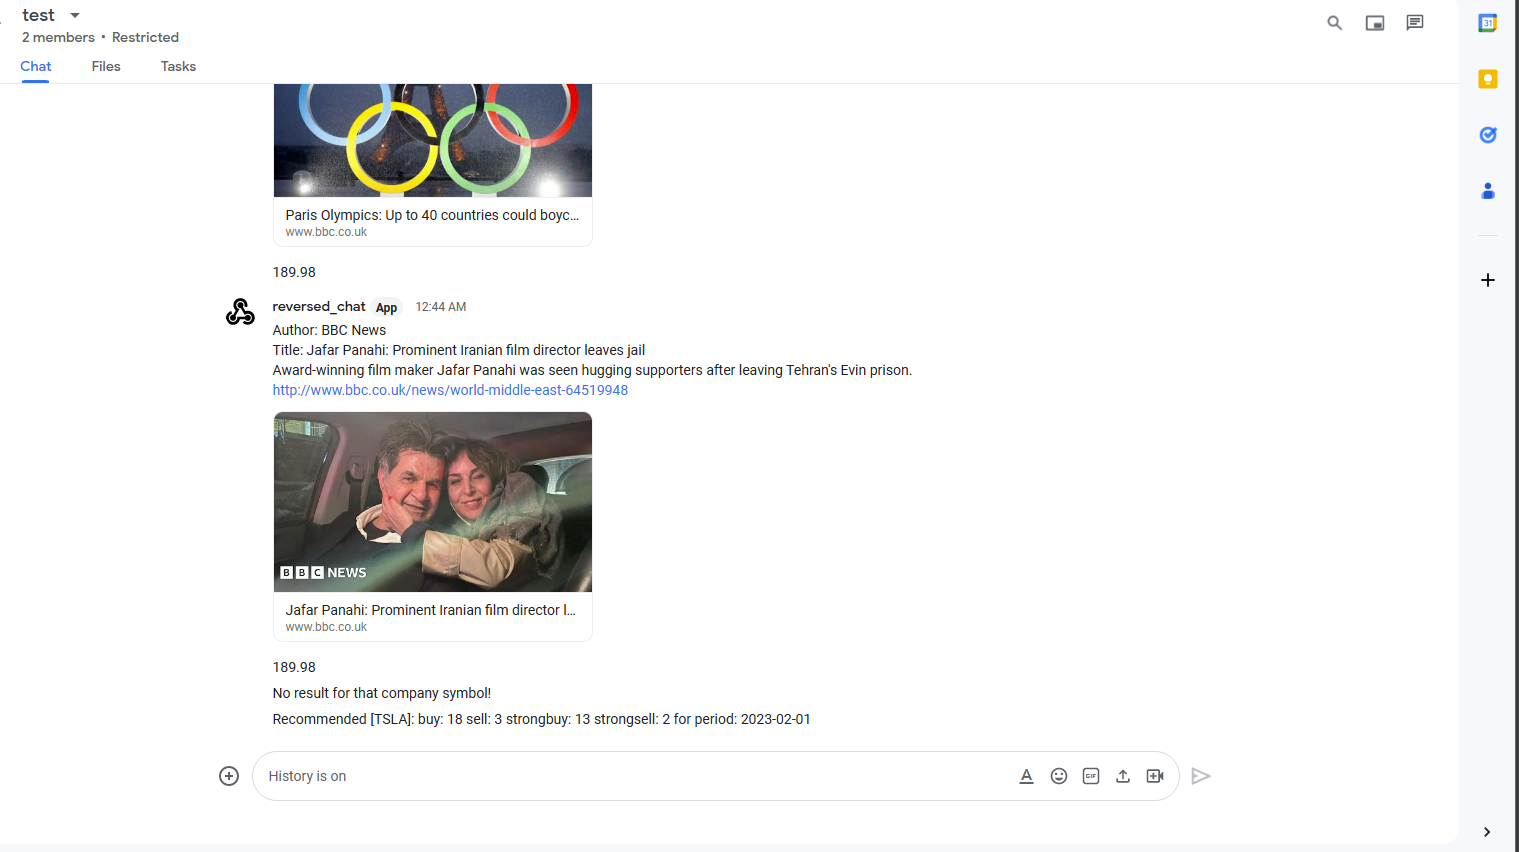 test
2 members • Restricted
Chat Files Tasks
31
Paris Olympics: Up to 40 countries could boyc...
www.bbc.co.uk
189.98
reversed_chat App 12:44 AM
Author: BBC News
Title: Jafar Panahi: Prominent Iranian film director leaves jail
Award-winning film maker Jafar Panahi was seen hugging supporters after leaving Tehran's Evin prison.
http://www.bbc.co.uk/news/world-middle-east-64519948
BBC NEWS
Jafar Panahi: Prominent Iranian film director l...
www.bbc.co.uk
189.98
No result for that company symbol!
Recommended [TSLA]: buy: 18 sell: 3 strongbuy: 13 strongsell: 2 for period: 2023-02-01
History is on
A GIF